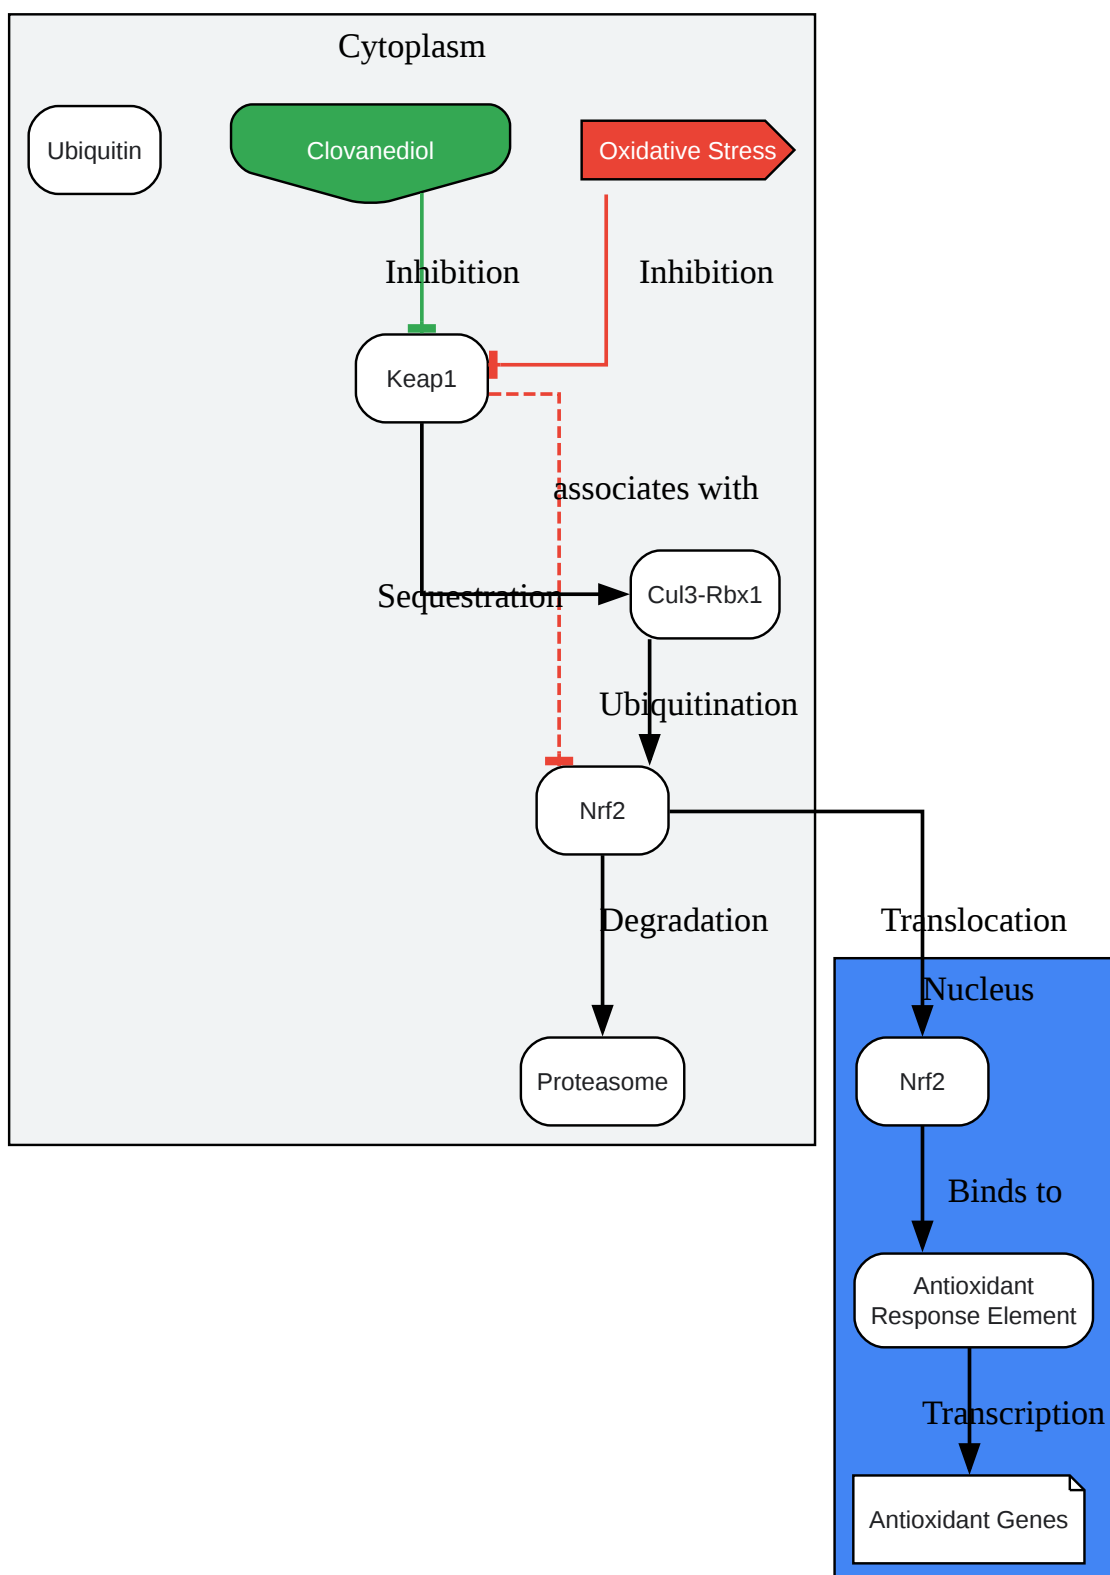 Cytoplasm
Ubiquitin
Clovanediol
Oxidative Stress
Inhibition
Inhibition
Keap1
associates with
Sequestration
Cul3-Rbx1
Ubiquitination
Nrf2
Degradation
Translocation
Nucleus
Proteasome
Nrf2
Binds to
Antioxidant
Response Element
Transcription
Antioxidant Genes